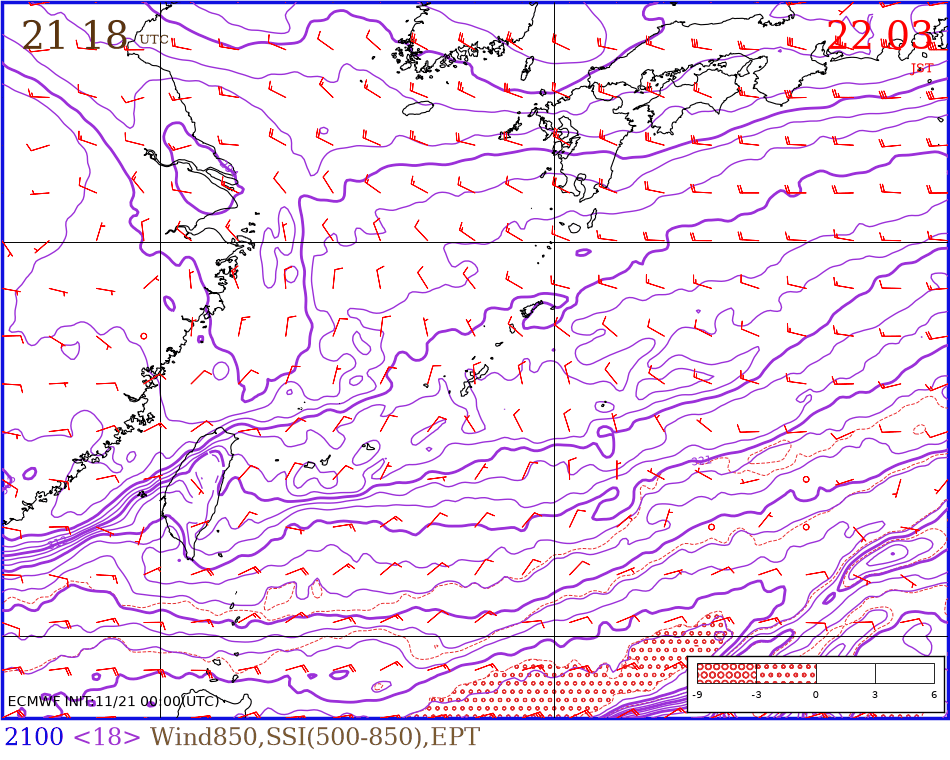 21 18 UTC
22 03
JST
321
-9 -3 0 3 6
ECMWF INIT:11/21 00:00(UTC)
2100 <18> Wind850,SSI(500-850),EPT